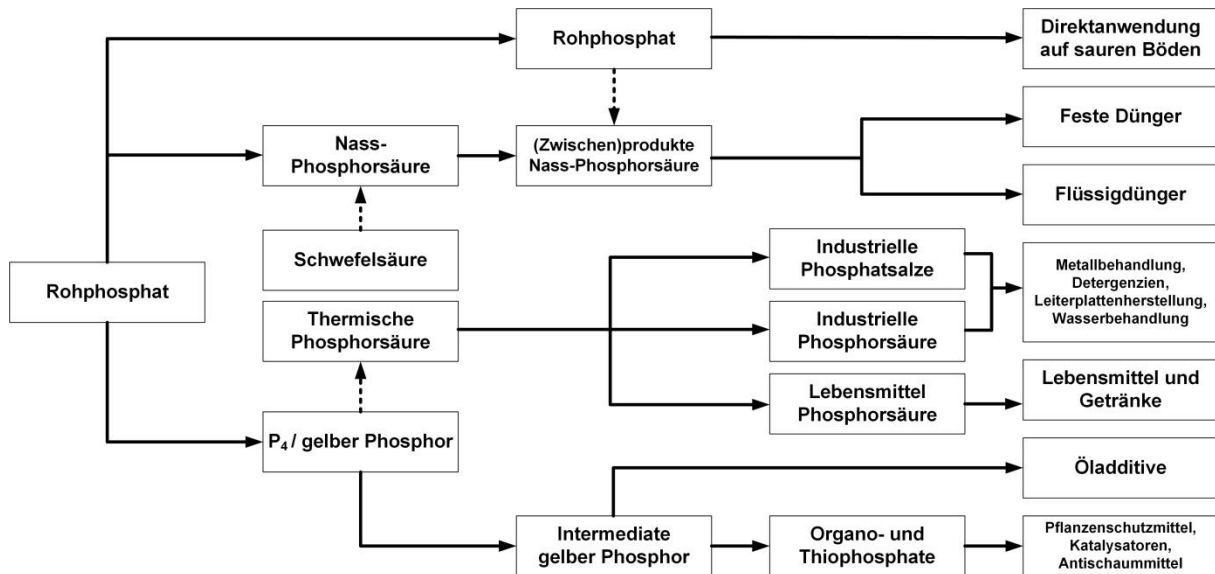 Rohphosphat
Direktanwendung
auf sauren Böden
Nass-
Phosphorsäure
(Zwischen)produkte
Nass-Phosphorsäure
Feste Dünger
Flüssigdünger
Schwefelsäure
Rohphosphat
Thermische
Phosphorsäure
Industrielle
Phosphatsalze
Industrielle
Phosphorsäure
Metallbehandlung,
Detergenzien,
Leiterplattenherstellung,
Wasserbehandlung
Lebensmittel
Phosphorsäure
Lebensmittel und
Getränke
P₄ / gelber Phosphor
Öladditive
Intermediate
gelber Phosphor
Organo- und
Thiophosphate
Pflanzenschutzmittel,
Katalysatoren,
Antischaummittel